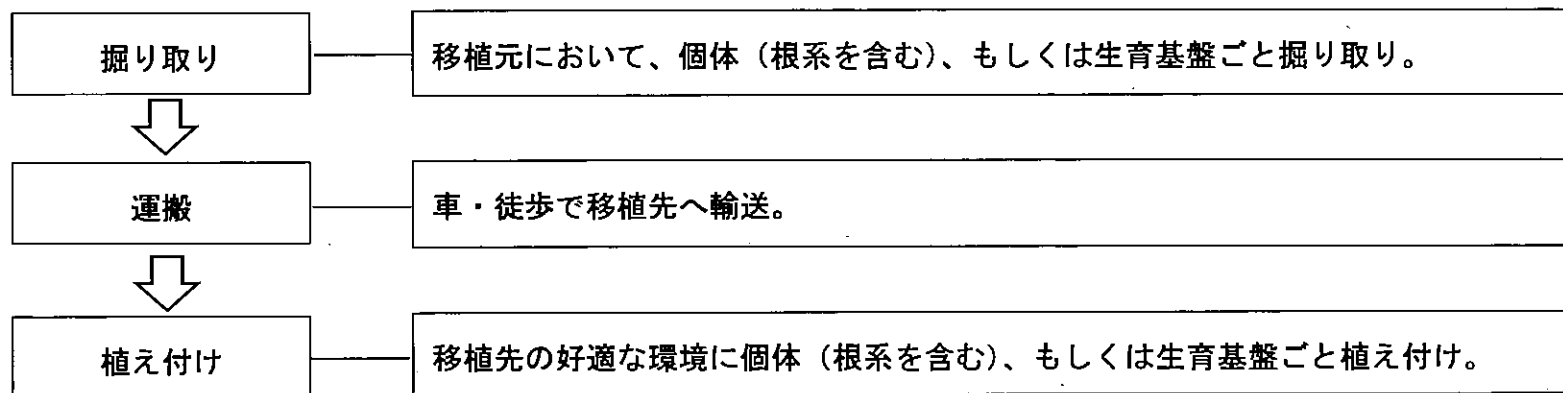 掘り取り
移植元において、個体（根系を含む）、もしくは生育基盤ごと掘り取り。
運搬
車・徒歩で移植先へ輸送。
植え付け
移植先の好適な環境に個体（根系を含む）、もしくは生育基盤ごと植え付け。